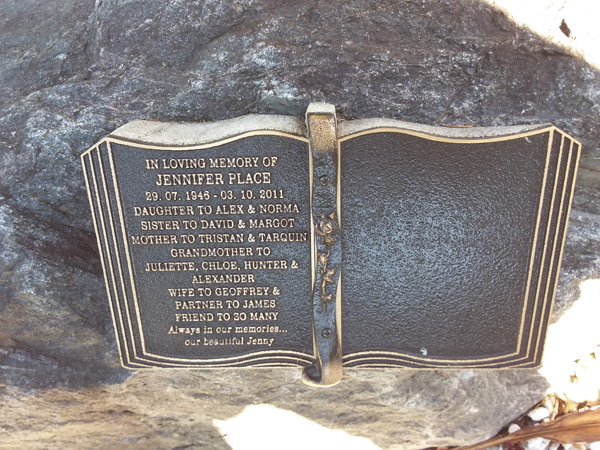 IN LOVING MEMORY OF
JENNIFER PLACE
29. 07. 1946 - 03. 10. 2011
DAUGHTER TO ALEX & NORMA
SISTER TO DAVID & MARGOT
MOTHER TO TRISTAN & TARQUIN
GRANDMOTHER TO
JULIETTE, CHLOE, HUNTER &
ALEXANDER
WIFE TO GEOFFREY &
PARTNER TO JAMES
FRIEND TO SO MANY
Always in our memories...
our beautiful Jenny